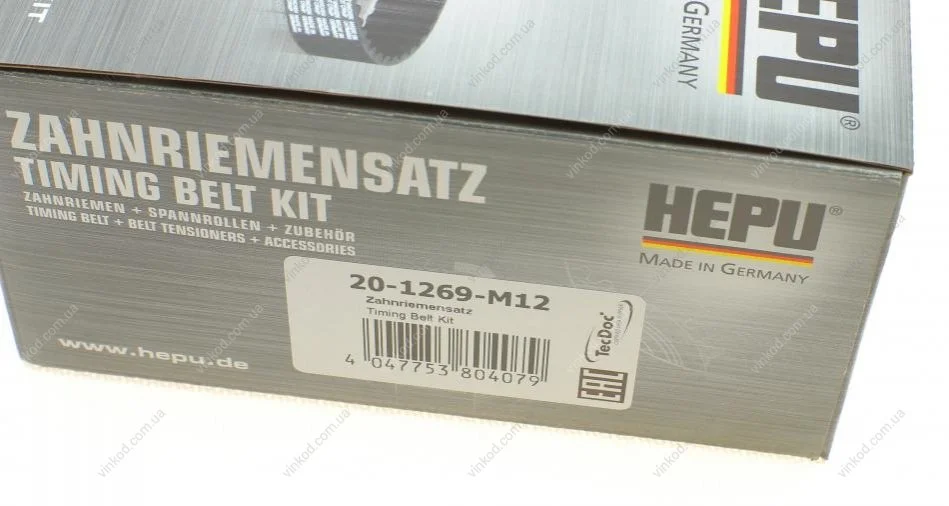 IT
HEPU®
GERMANY
ZAHNRIEMENSATZ
TIMING BELT KIT
ZAHNRIEMEN + SPANNROLLEN + ZUBEHÖR
TIMING BELT + BELT TENSIONERS + ACCESSORIES
HEPU®
MADE IN GERMANY
20-1269-M12
Zahnriemensatz
Timing Belt Kit
4 047753 804079
TecDoc
EAC
www.hepu.de
vinkod.com.ua